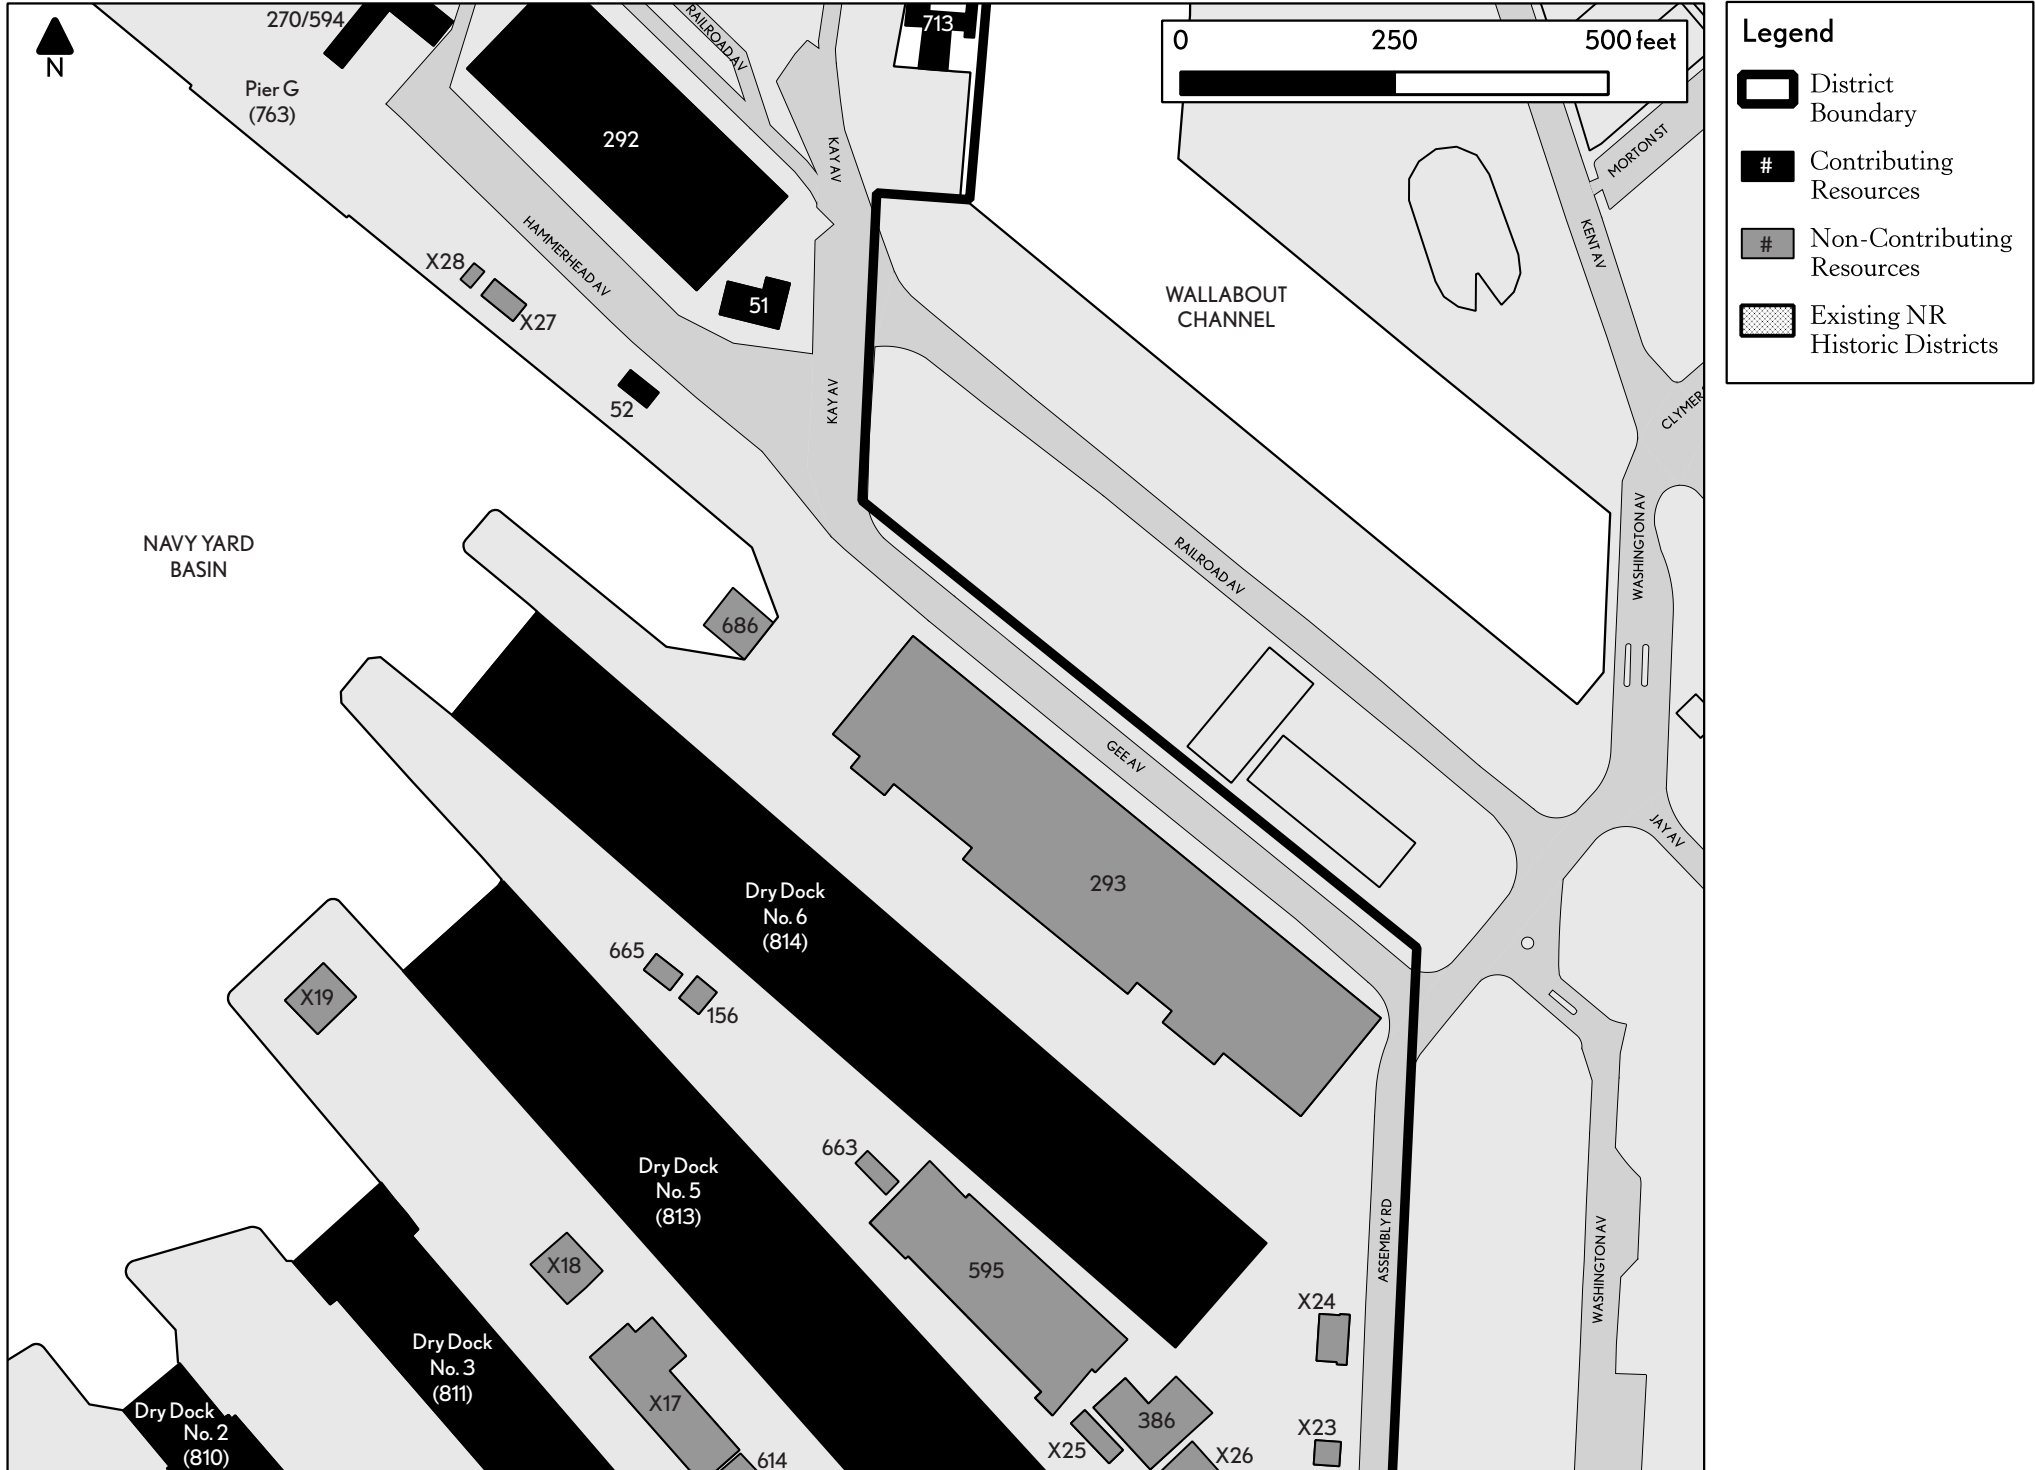 270/594
RAILROAD AV
713
0 250 500 feet
Legend
N
Pier G
(763)
292
KAY AV
District
Boundary
MORTON ST
#
Contributing
Resources
HAMMERHEAD AV
KENT AV
#
Non-Contributing
Resources
X28
X27
51
WALLABOUT
CHANNEL
Existing NR
Historic Districts
52
KAY AV
CLYMER
NAVY YARD
BASIN
RAILROAD AV
WASHINGTON AV
686
GEE AV
JAY AV
293
Dry Dock
No. 6
(814)
665
156
X19
663
Dry Dock
No. 5
(813)
595
X18
ASSEMBLY RD
WASHINGTON AV
X24
Dry Dock
No. 3
(811)
X17
Dry Dock
No. 2
(810)
386
X25
X26
X23
614